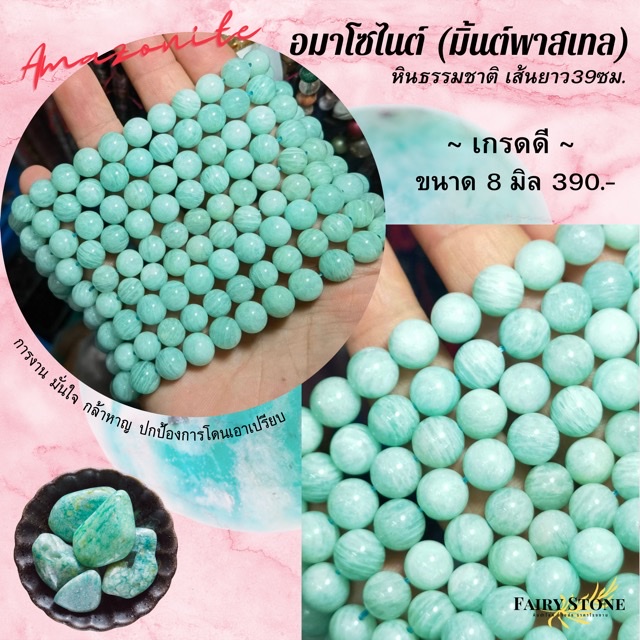 Amazonite
อมาโซไนต์ (มิ้นต์พาสเทล)
หินธรรมชาติ เส้นยาว39ซม.
~ เกรดดี ~
ขนาด 8 มิล 390.-
การงาน มั่นใจ กล้าหาญ ปกป้องการโดนเอาเปรียบ
FAIRY STONE